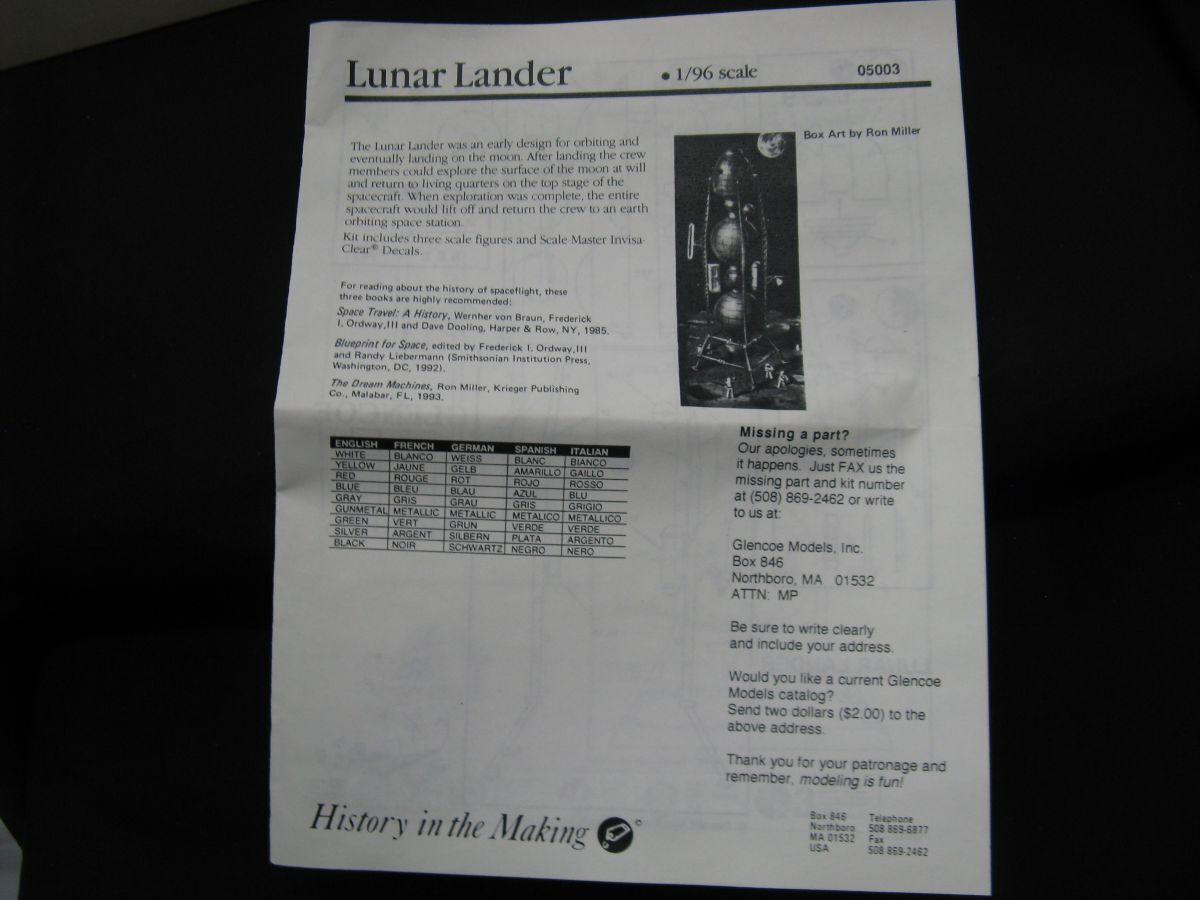 Lunar Lander
• 1/96 scale
05003
The Lunar Lander was an early design for orbiting and
eventually landing on the moon. After landing the crew
members could explore the surface of the moon at will
and return to living quarters on the top stage of the
spacecraft. When exploration was complete, the entire
spacecraft would lift off and return the crew to an earth
orbiting space station.
Kit includes three scale figures and Scale-Master Invisa-
Clear® Decals.
For reading about the history of spaceflight, these
three books are highly recommended:
Space Travel: A History, Wernher von Braun, Frederick
I. Ordway,III and Dave Dooling, Harper & Row, NY, 1985.
Blueprint for Space, edited by Frederick I. Ordway,III
and Randy Liebermann (Smithsonian Institution Press,
Washington, DC, 1992).
The Dream Machines, Ron Miller, Krieger Publishing
Co., Malabar, FL, 1993.
Box Art by Ron Miller
ENGLISH FRENCH GERMAN SPANISH ITALIAN
WHITE BLANCO WEISS BLANC BIANCO
YELLOW JAUNE GELB AMARILLO GAILLO
RED ROUGE ROT ROJO ROSSO
BLUE BLEU BLAU AZUL BLU
GRAY GRIS GRAU GRIS GRIGIO
GUNMETAL METALLIC METALLIC METALICO METALLICO
GREEN VERT GRUN VERDE VERDE
SILVER ARGENT SILBERN PLATA ARGENTO
BLACK NOIR SCHWARTZ NEGRO NERO
Missing a part?
Our apologies, sometimes
it happens. Just FAX us the
missing part and kit number
at (508) 869-2462 or write
to us at:
Glencoe Models, Inc.
Box 846
Northboro, MA 01532
ATTN: MP
Be sure to write clearly
and include your address.
Would you like a current Glencoe
Models catalog?
Send two dollars ($2.00) to the
above address.
Thank you for your patronage and
remember, modeling is fun!
History in the Making ©
Box 846 Telephone
Northboro 508 869-6877
MA 01532 Fax
USA 508 869-2462